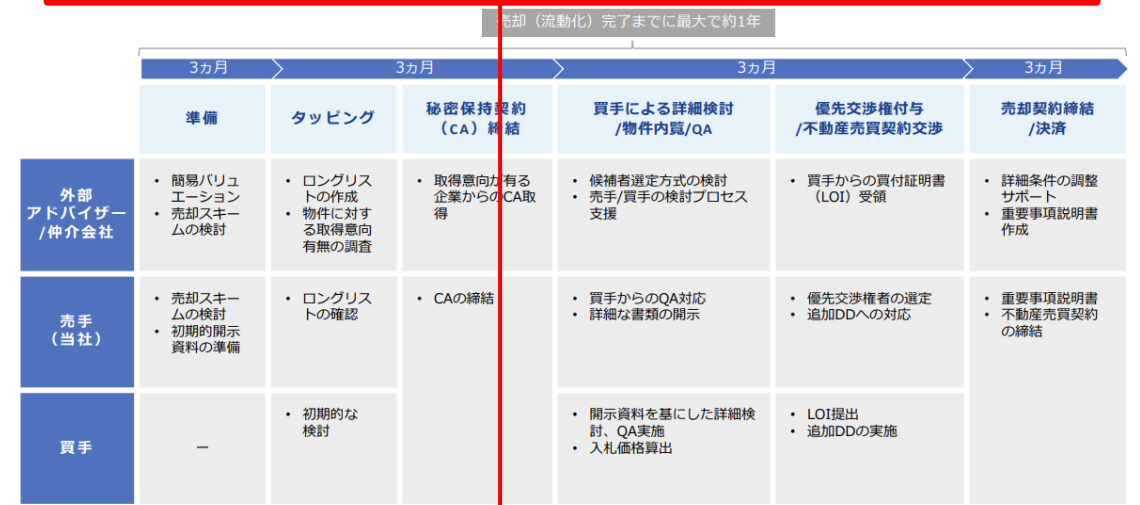 売却（流動化）完了までに最大で約1年
3ヵ月
3ヵ月
3ヵ月
3ヵ月
準備
タッピング
秘密保持契約
（CA）締結
買手による詳細検討
/物件内覧/QA
優先交渉権付与
/不動産売買契約交渉
売却契約締結
/決済
外部
アドバイザー
/仲介会社
• 簡易バリュ
エーション
• 売却スキー
ムの検討
• ロングリス
トの作成
• 物件に対す
る取得意向
有無の調査
• 取得意向が有る
企業からのCA取
得
• 候補者選定方式の検討
• 売手/買手の検討プロセス
支援
• 買手からの買付証明書
（LOI）受領
• 詳細条件の調整
サポート
• 重要事項説明書
作成
売手
（当社）
• 売却スキー
ムの検討
• 初期的開示
資料の準備
• ロングリス
トの確認
• CAの締結
• 買手からのQA対応
• 詳細な書類の開示
• 優先交渉権者の選定
• 追加DDへの対応
• 重要事項説明書
• 不動産売買契約
の締結
買手
－
• 初期的な
検討
• 開示資料を基にした詳細検
討、QA実施
• 入札価格算出
• LOI提出
• 追加DDの実施